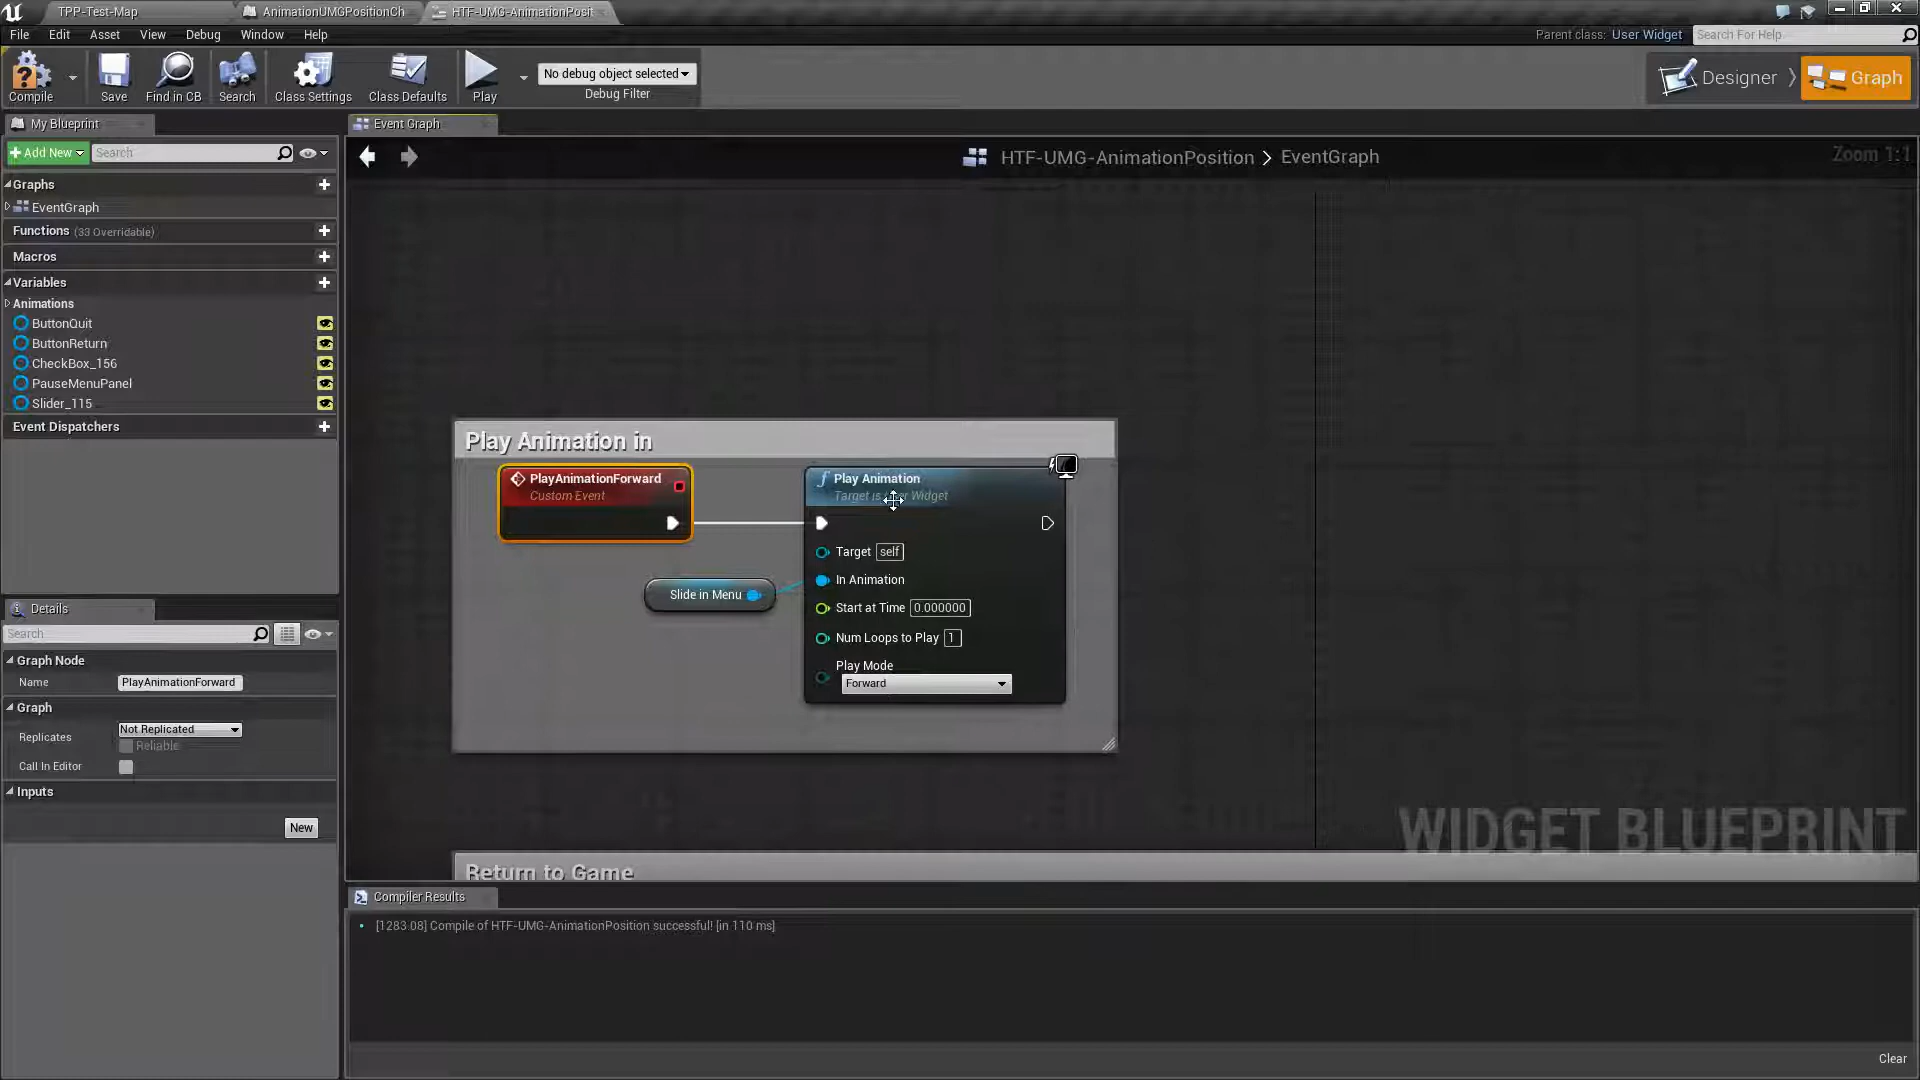 TPP-Test-Map
AnimationUMGPositionCh
HTF-UMG-AnimationPosit
File Edit Asset View Debug Window Help
Parent class: User Widget
Search For Help
Compile
Save
Find in CB
Search
Class Settings
Class Defaults
Play
No debug object selected
Debug Filter
Designer
Graph
My Blueprint
Add New
Search
Graphs
EventGraph
Functions (33 Overridable)
Macros
Variables
Animations
ButtonQuit
ButtonReturn
CheckBox_156
PauseMenuPanel
Slider_115
Event Dispatchers
Details
Search
Graph Node
Name PlayAnimationForward
Graph
Replicates Not Replicated
Reliable
Call In Editor
Inputs
New
Event Graph
HTF-UMG-AnimationPosition > EventGraph
Zoom 1:1
Play Animation in
PlayAnimationForward
Custom Event
Slide in Menu
Play Animation
Target is User Widget
Target self
In Animation
Start at Time 0.000000
Num Loops to Play 1
Play Mode
Forward
WIDGET BLUEPRINT
Return to Game
Compiler Results
[1283.08] Compile of HTF-UMG-AnimationPosition successful! [in 110 ms]
Clear